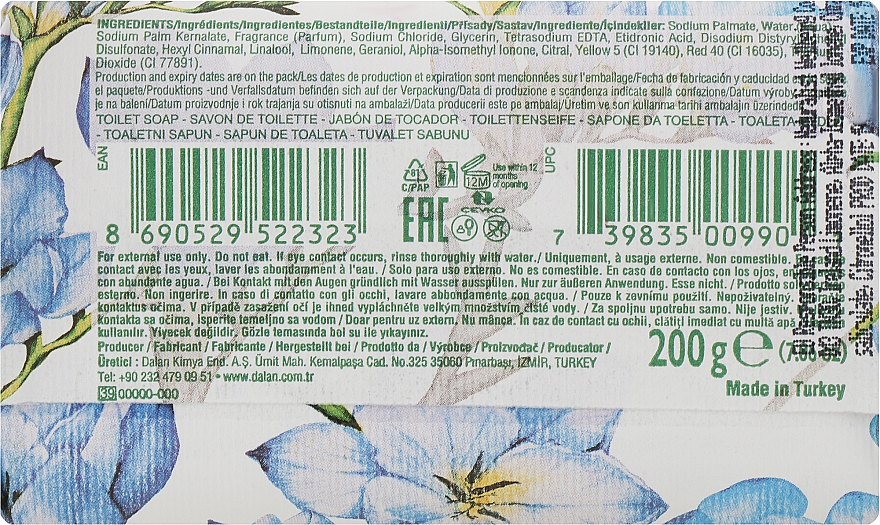 INGREDIENTS/Ingrédients/Ingredientes/Bestandteile/Ingredienti/Přísady/Sastav/Ingrediente/İçindekiler: Sodium Palmate, Water
Sodium Palm Kernalate, Fragrance (Parfum), Sodium Chloride, Glycerin, Tetrasodium EDTA, Etidronic Acid, Disodium Distyryl
Disulfonate, Hexyl Cinnamal, Linalool, Limonene, Geraniol, Alpha-Isomethyl Ionone, Citral, Yellow 5 (CI 19140), Red 40 (CI 16035),
Dioxide (CI 77891).
Production and expiry dates are on the pack/Les dates de production et expiration sont mencionnées sur l'emballage/Fecha de fabricación y caducidad en
el paquete/Produktions -und Verfallsdatum befinden sich auf der Verpackung/Data di produzione e scandenza indicate sulla confezione/Datum výroby
je na balení/Datum proizvodnje i rok trajanja su otisnuti na ambalaži/Data producerii este pe ambalaj/Üretim ve son kullanma tarihi ambalajın üzerindedir
TOILET SOAP - SAVON DE TOILETTE - JABÓN DE TOCADOR - TOILETTENSEIFE - SAPONE DA TOELETTA - TOALETA
- TOALETNI SAPUN - SAPUN DE TOALETA - TUVALET SABUNU
EAN
8 690529 522323
81
C/PAP
12M
Use within 12
months
of opening
ÇEVKO
EAC
UPC
7 39835 00990
For external use only. Do not eat. If eye contact occurs, rinse thoroughly with water./ Uniquement, à usage externe. Non comestible.
contact avec les yeux, laver les abondamment à l'eau. / Solo para uso externo. No es comestible. En caso de contacto con los ojos,
con abundante agua. / Bei Kontakt mit den Augen gründlich mit Wasser ausspülen. Nur zur äußeren Anwendung. Esse nicht. / Prodotto
esterno. Non ingerire. In caso di contatto con gli occhi, lavare abbondamente con acqua. / Pouze k zevnímu použití. Nepoživatelný.
kontaktus očima. V případě zasažení očí je ihned vypláchněte velkým množstvím čisté vody. / Za spoljnu upotrebu samo. Nije jestiv.
kontakta sa očima, isperite temeljno sa vodom / Doar pentru uz extern. Nu mânca. In caz de contact cu ochii, clătiţi imediat cu multă apă
kullanılır. Yiyecek değildir. Gözle temasında bol su ile yıkayınız.
Producer / Fabricant / Fabricante / Hergestellt bei / Prodotto da / Výrobce / Proizvođač / Producator /
Üretici : Dalan Kimya End. A.Ş. Ümit Mah. Kemalpaşa Cad. No.325 35060 Pınarbaşı, İZMİR, TURKEY
Tel: +90 232 479 09 51 - www.dalan.com.tr
39 00000-000
200 g e
Made in Turkey